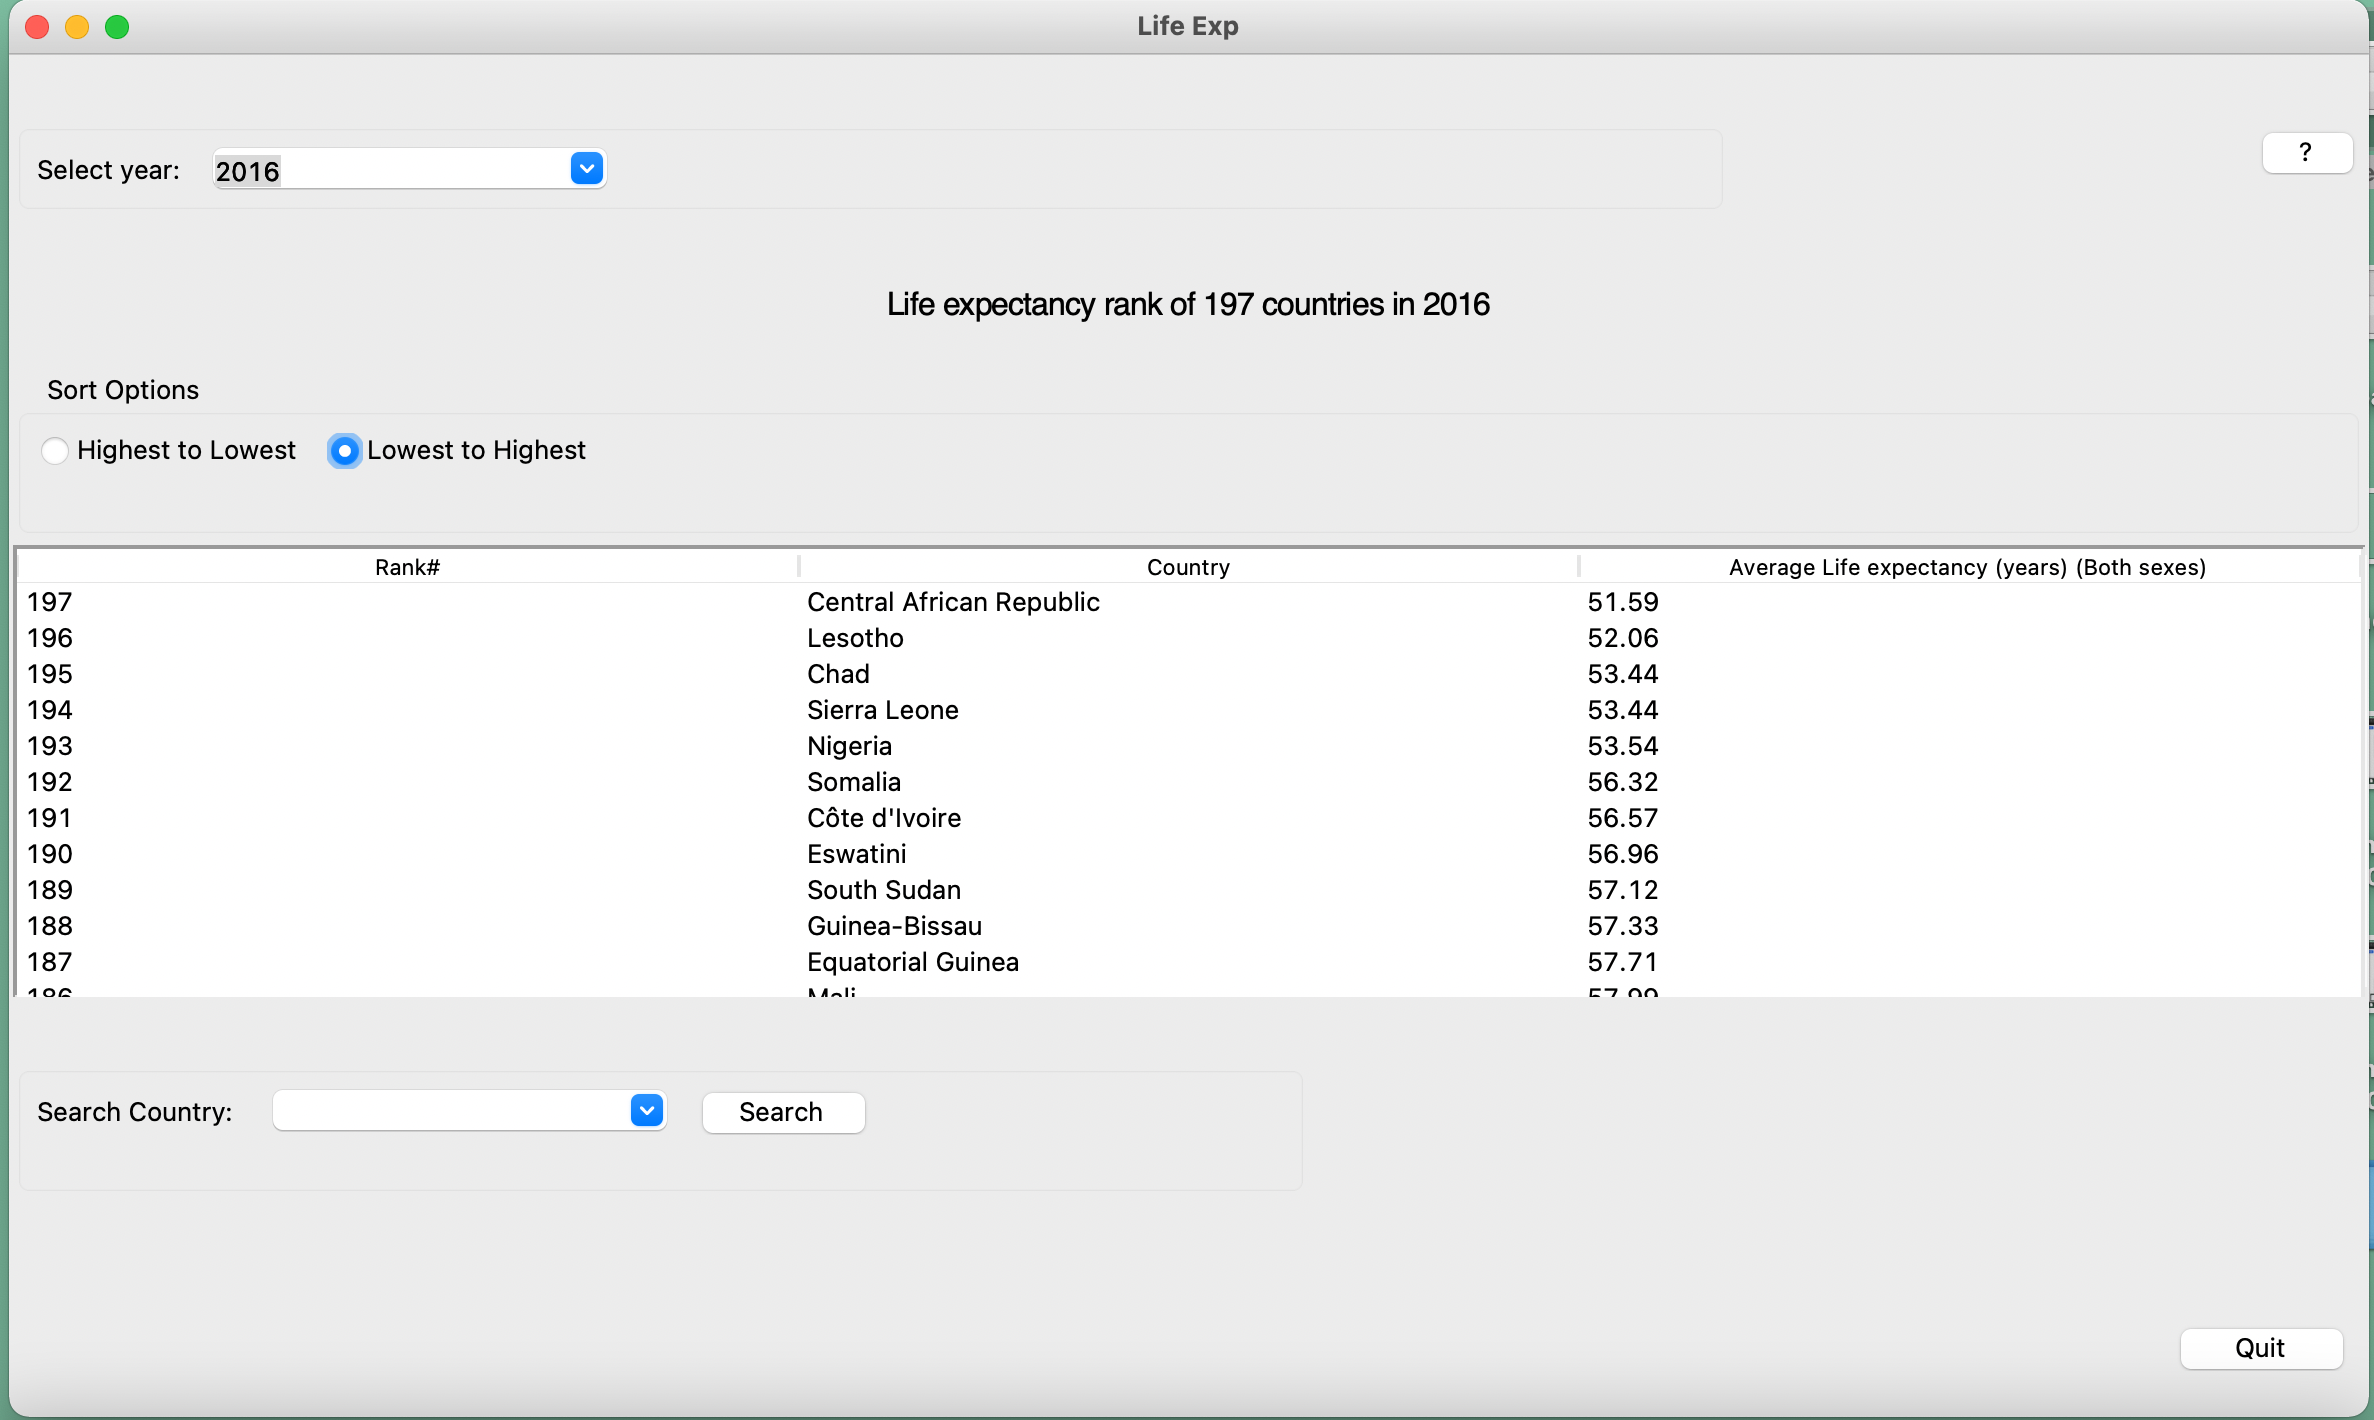 Life Exp
Select year: 2016
?
Life expectancy rank of 197 countries in 2016
Sort Options
Highest to Lowest Lowest to Highest
Rank# Country Average Life expectancy (years) (Both sexes)
197 Central African Republic 51.59
196 Lesotho 52.06
195 Chad 53.44
194 Sierra Leone 53.44
193 Nigeria 53.54
192 Somalia 56.32
191 Côte d'Ivoire 56.57
190 Eswatini 56.96
189 South Sudan 57.12
188 Guinea-Bissau 57.33
187 Equatorial Guinea 57.71
186 Mali 57.99
Search Country: Search
Quit